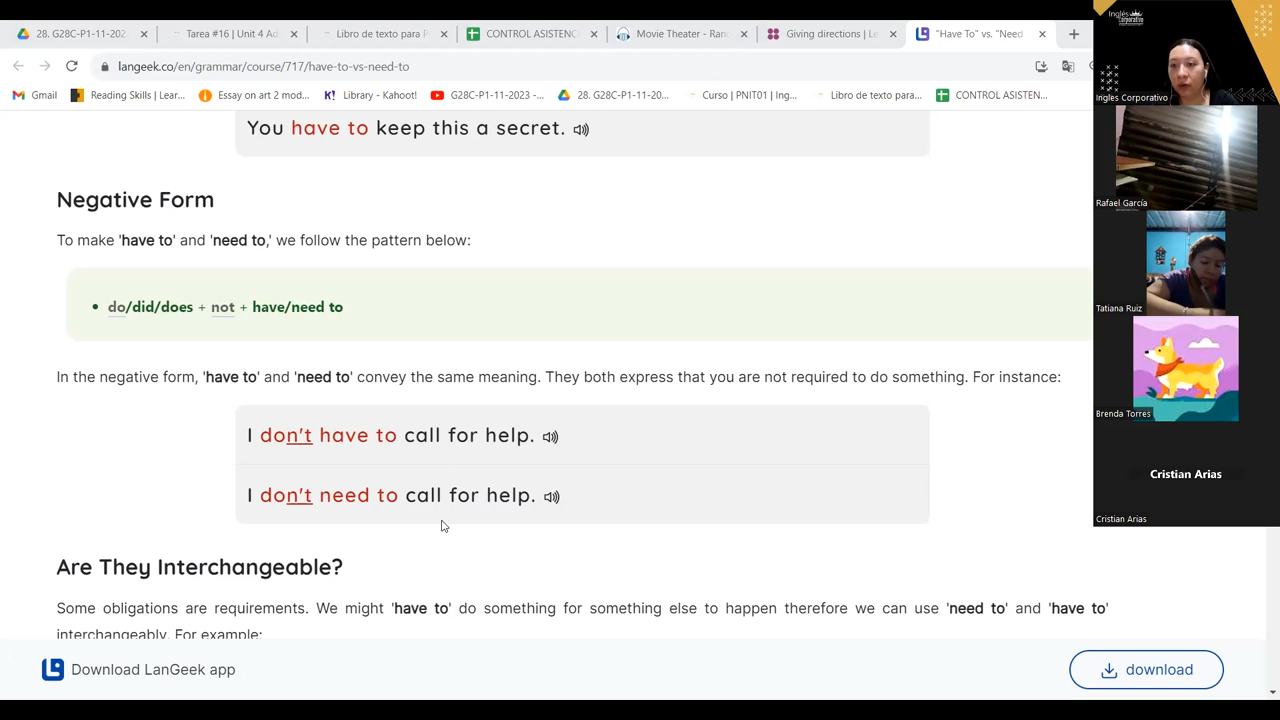 28. G28C-P1-11-202
Tarea #16 | Unit 4 Ad
Libro de texto para l
CONTROL ASISTENC
Movie Theater - Ran
Giving directions | Le
"Have To" vs. "Need
langeek.co/en/grammar/course/717/have-to-vs-need-to
Gmail
Reading Skills | Lear...
Essay on art 2 mod...
Library - Kahoot!
G28C-P1-11-2023 -...
28. G28C-P1-11-20...
Curso | PNIT01 | Ing...
Libro de texto para...
CONTROL ASISTEN...
You have to keep this a secret.
Negative Form
To make 'have to' and 'need to,' we follow the pattern below:
do/did/does + not + have/need to
In the negative form, 'have to' and 'need to' convey the same meaning. They both express that you are not required to do something. For instance:
I don't have to call for help.
I don't need to call for help.
Are They Interchangeable?
Some obligations are requirements. We might 'have to' do something for something else to happen therefore we can use 'need to' and 'have to'
interchangeably. For example:
Download LanGeek app
download
Inglés
Corporativo
Ingles Corporativo
Rafael García
Tatiana Ruiz
Brenda Torres
Cristian Arias
Cristian Arias